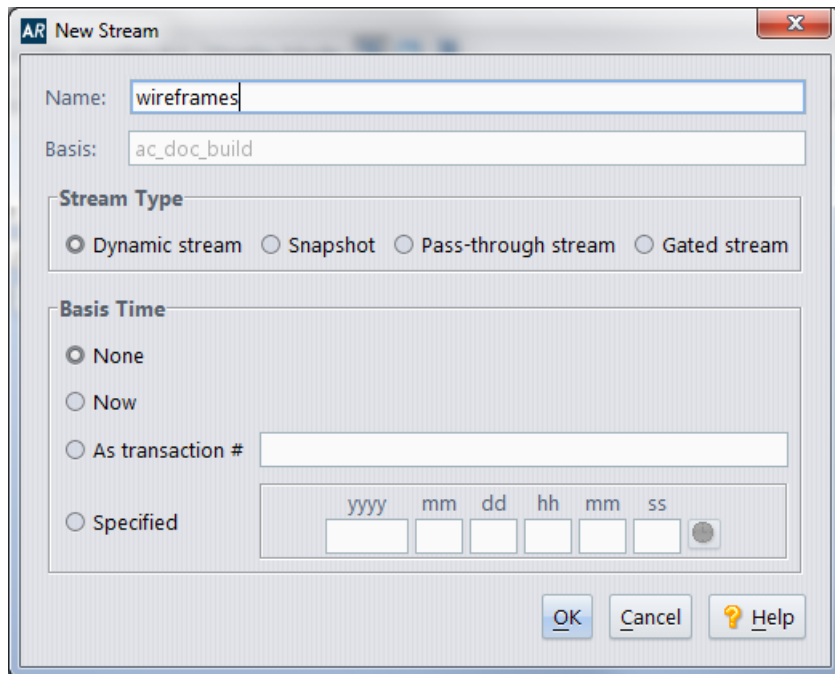 AR New Stream
Name: wireframes
Basis: ac_doc_build
Stream Type
Dynamic stream Snapshot Pass-through stream Gated stream
Basis Time
None
Now
As transaction #
yyyy mm dd hh mm ss
Specified
OK Cancel ? Help